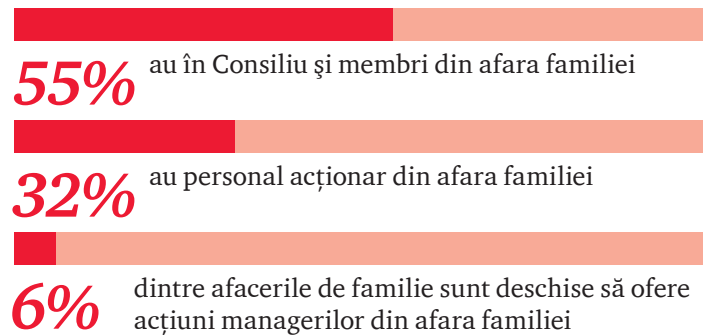 55% au în Consiliu şi membri din afara familiei
32% au personal acționar din afara familiei
6% dintre afacerile de familie sunt deschise să ofere
acțiuni managerilor din afara familiei